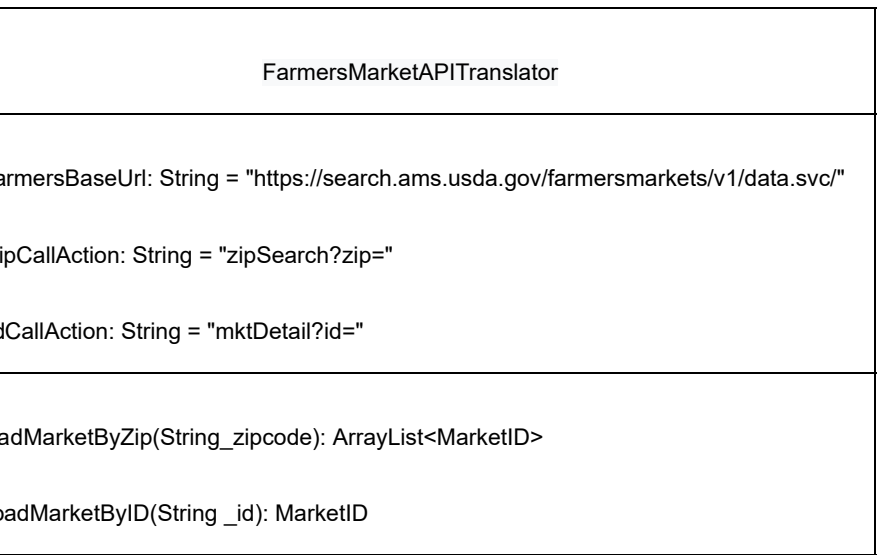 FarmersMarketAPITranslator
armersBaseUrl: String = "https://search.ams.usda.gov/farmersmarkets/v1/data.svc/"
ipCallAction: String = "zipSearch?zip="
dCallAction: String = "mktDetail?id="
adMarketByZip(String_zipcode): ArrayList<MarketID>
oadMarketByID(String _id): MarketID